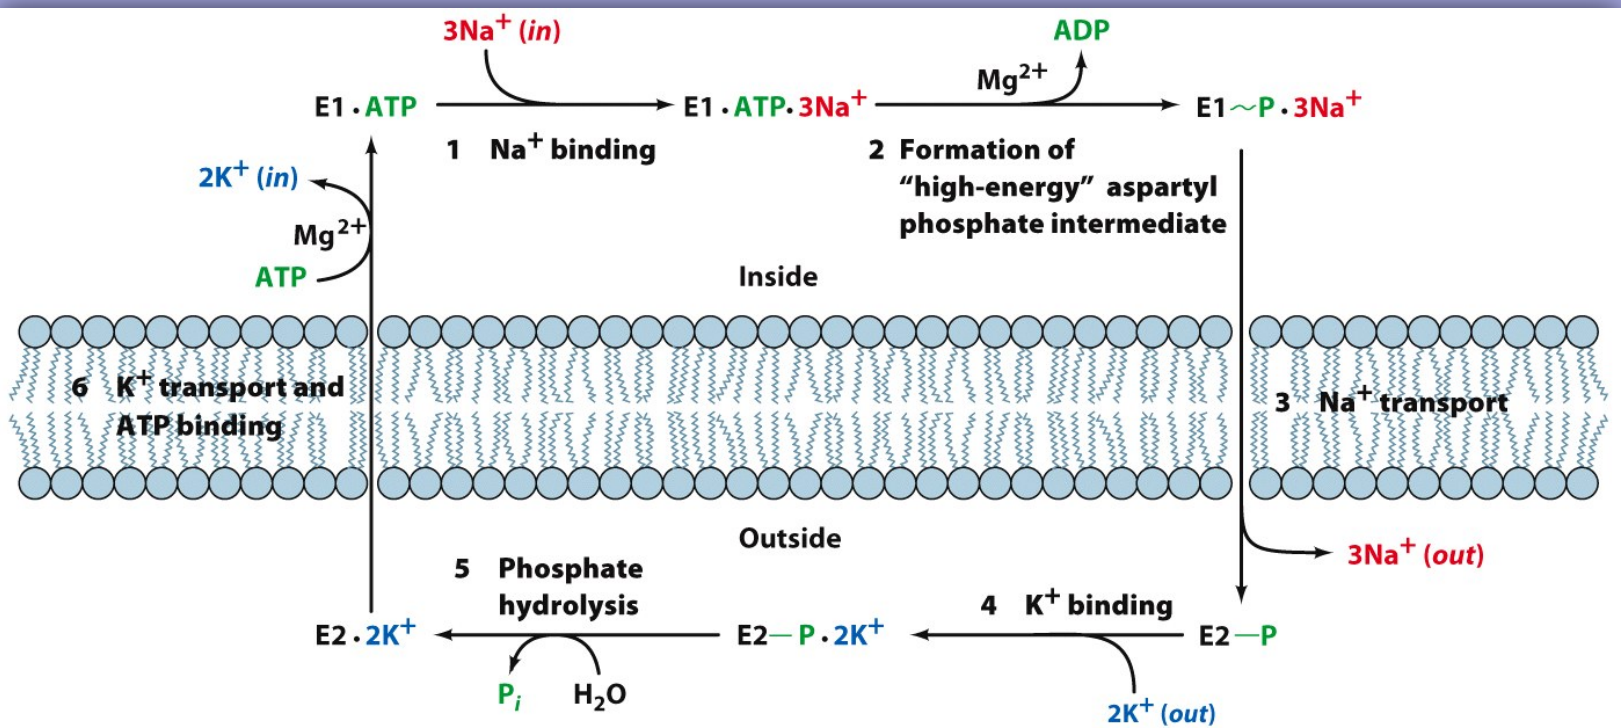 3Na⁺ (in)
ADP
Mg²⁺
E1 · ATP
E1 · ATP · 3Na⁺
E1~P · 3Na⁺
1 Na⁺ binding
2 Formation of
“high-energy” aspartyl
phosphate intermediate
2K⁺ (in)
Mg²⁺
ATP
Inside
6 K⁺ transport and
ATP binding
3 Na⁺ transport
Outside
3Na⁺ (out)
5 Phosphate
hydrolysis
4 K⁺ binding
E2 · 2K⁺
E2—P · 2K⁺
E2—P
Pi
H₂O
2K⁺ (out)